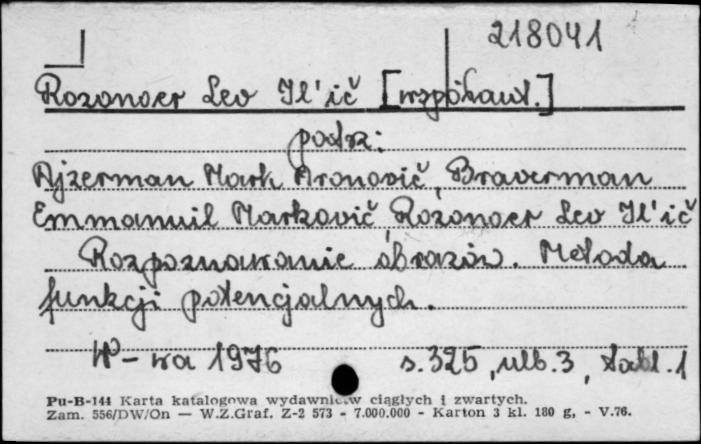 218041
Rozonoer Lev Il'ič [współaut.]
patrz:
Ajzerman Mark Aronovič, Braverman
Emmanuil Markovič, Rozonoer Lev Il'ič
Rozpoznawanie obrazów. Metoda
funkcji potencjalnych.
W-wa 1976 s. 325, nlb. 3, tabl. 1
Pu-B-144 Karta katalogowa wydawnictw ciągłych i zwartych.
Zam. 556/DW/On — W.Z.Graf. Z-2 573 - 7.000.000 - Karton 3 kl. 180 g, - V.76.